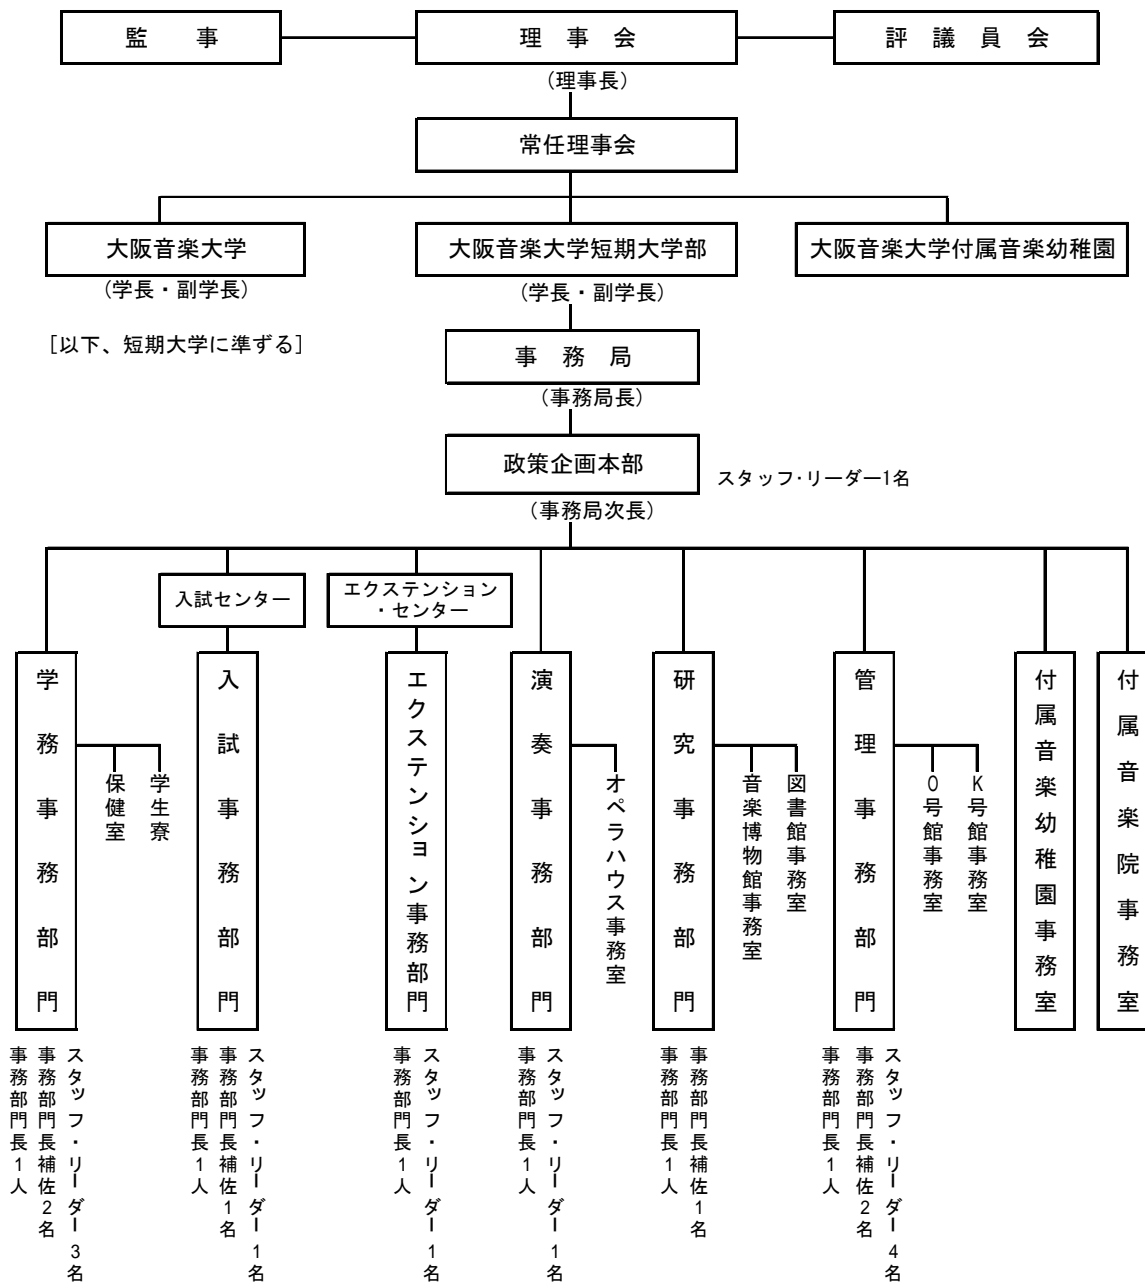 監　事
理　事　会
評　議　員　会
(理事長)
常任理事会
大阪音楽大学
大阪音楽大学短期大学部
大阪音楽大学付属音楽幼稚園
(学長・副学長)
(学長・副学長)
[以下、短期大学に準ずる]
事　務　局
(事務局長)
政策企画本部
スタッフ・リーダー1名
(事務局次長)
入試センター
エクステンション
・センター
学務事務部門
保健室
学生寮
入試事務部門
エクステンション事務部門
演奏事務部門
オペラハウス事務室
研究事務部門
音楽博物館事務室
図書館事務室
管理事務部門
O号館事務室
K号館事務室
付属音楽幼稚園事務室
付属音楽院事務室
事務部門長1人
事務部門長補佐2名
スタッフ・リーダー3名
事務部門長1人
事務部門長補佐1名
スタッフ・リーダー1名
事務部門長1人
スタッフ・リーダー1名
事務部門長1人
スタッフ・リーダー1名
事務部門長1人
事務部門長補佐1名
事務部門長1人
事務部門長補佐2名
スタッフ・リーダー4名